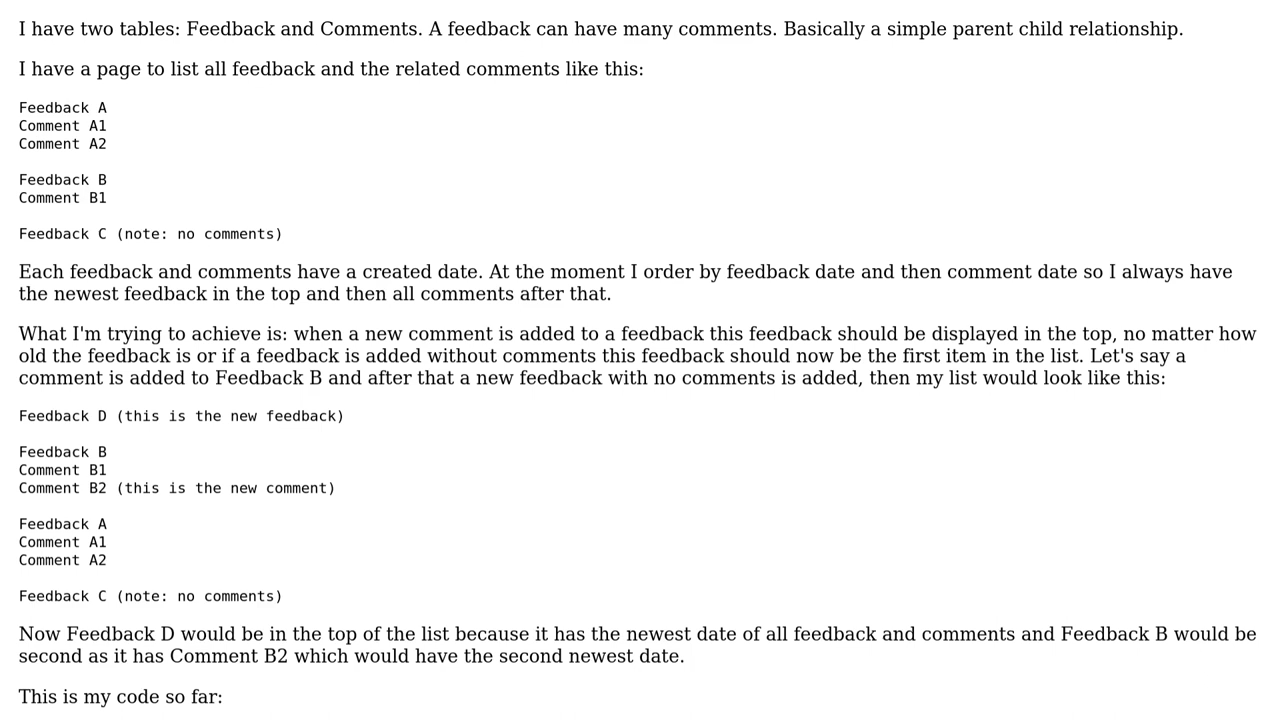 I have two tables: Feedback and Comments. A feedback can have many comments. Basically a simple parent child relationship.
I have a page to list all feedback and the related comments like this:
Feedback A
Comment A1
Comment A2
Feedback B
Comment B1
Feedback C (note: no comments)
Each feedback and comments have a created date. At the moment I order by feedback date and then comment date so I always have
the newest feedback in the top and then all comments after that.
What I'm trying to achieve is: when a new comment is added to a feedback this feedback should be displayed in the top, no matter how
old the feedback is or if a feedback is added without comments this feedback should now be the first item in the list. Let's say a
comment is added to Feedback B and after that a new feedback with no comments is added, then my list would look like this:
Feedback D (this is the new feedback)
Feedback B
Comment B1
Comment B2 (this is the new comment)
Feedback A
Comment A1
Comment A2
Feedback C (note: no comments)
Now Feedback D would be in the top of the list because it has the newest date of all feedback and comments and Feedback B would be
second as it has Comment B2 which would have the second newest date.
This is my code so far: